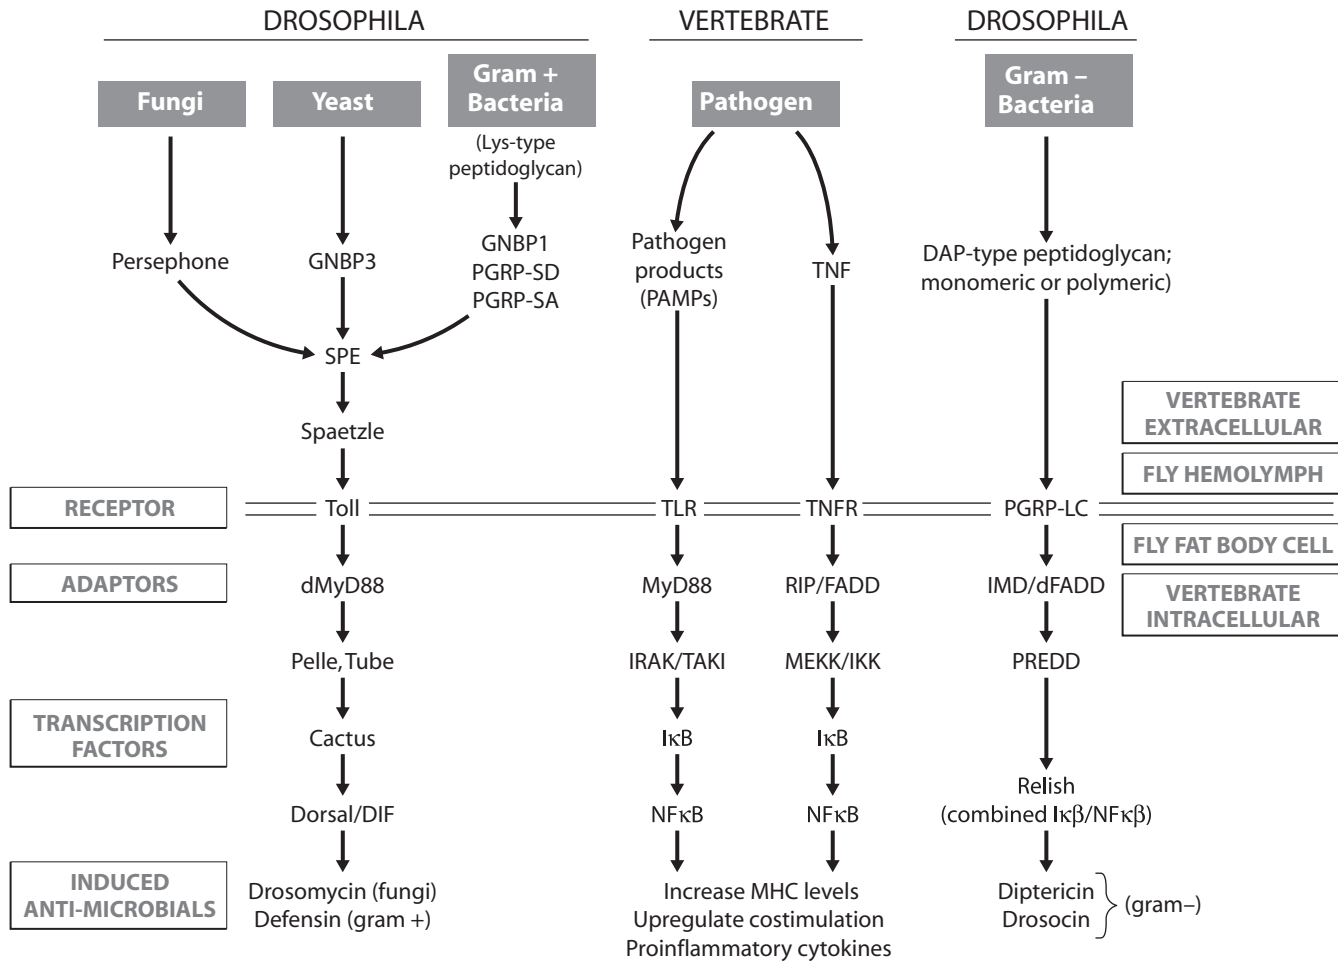 DROSOPHILA
VERTEBRATE
DROSOPHILA
Fungi
Yeast
Gram +
Bacteria
Pathogen
Gram –
Bacteria
(Lys-type
peptidoglycan)
Persephone
GNBP3
GNBP1
PGRP-SD
PGRP-SA
Pathogen
products
(PAMPs)
TNF
DAP-type peptidoglycan;
monomeric or polymeric)
SPE
Spaetzle
VERTEBRATE
EXTRACELLULAR
FLY HEMOLYMPH
RECEPTOR
Toll
TLR
TNFR
PGRP-LC
FLY FAT BODY CELL
ADAPTORS
dMyD88
MyD88
RIP/FADD
IMD/dFADD
VERTEBRATE
INTRACELLULAR
Pelle, Tube
IRAK/TAKI
MEKK/IKK
PREDD
TRANSCRIPTION
FACTORS
Cactus
IκB
IκB
Dorsal/DIF
NFκB
NFκB
Relish
(combined Iκβ/NFκβ)
INDUCED
ANTI-MICROBIALS
Drosomycin (fungi)
Defensin (gram +)
Increase MHC levels
Upregulate costimulation
Proinflammatory cytokines
Diptericin
Drosocin
(gram–)